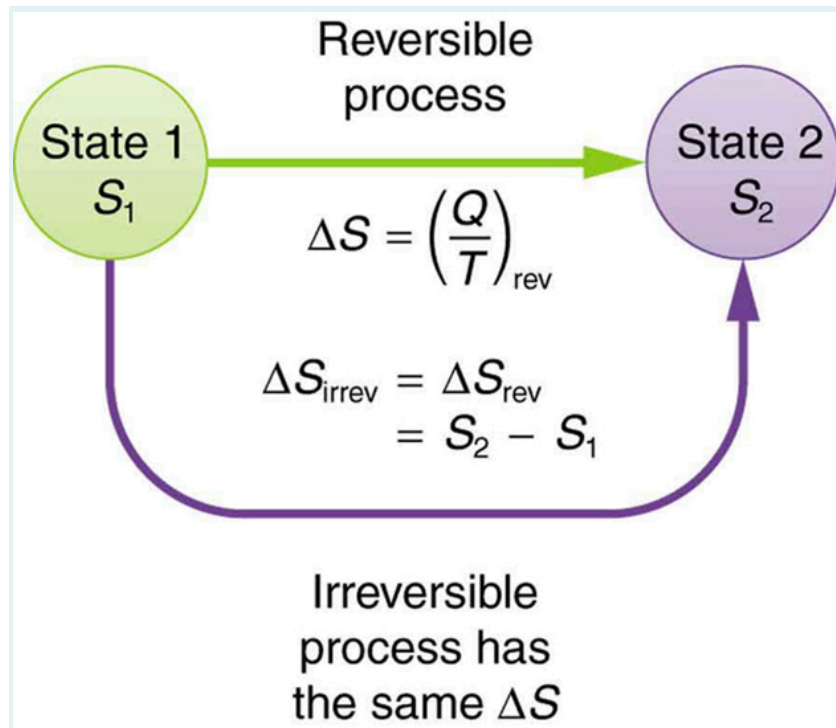 Reversible
process
State 1
S₁
State 2
S₂
ΔS = (Q/T)rev
ΔSirrev = ΔSrev
= S₂ − S₁
Irreversible
process has
the same ΔS